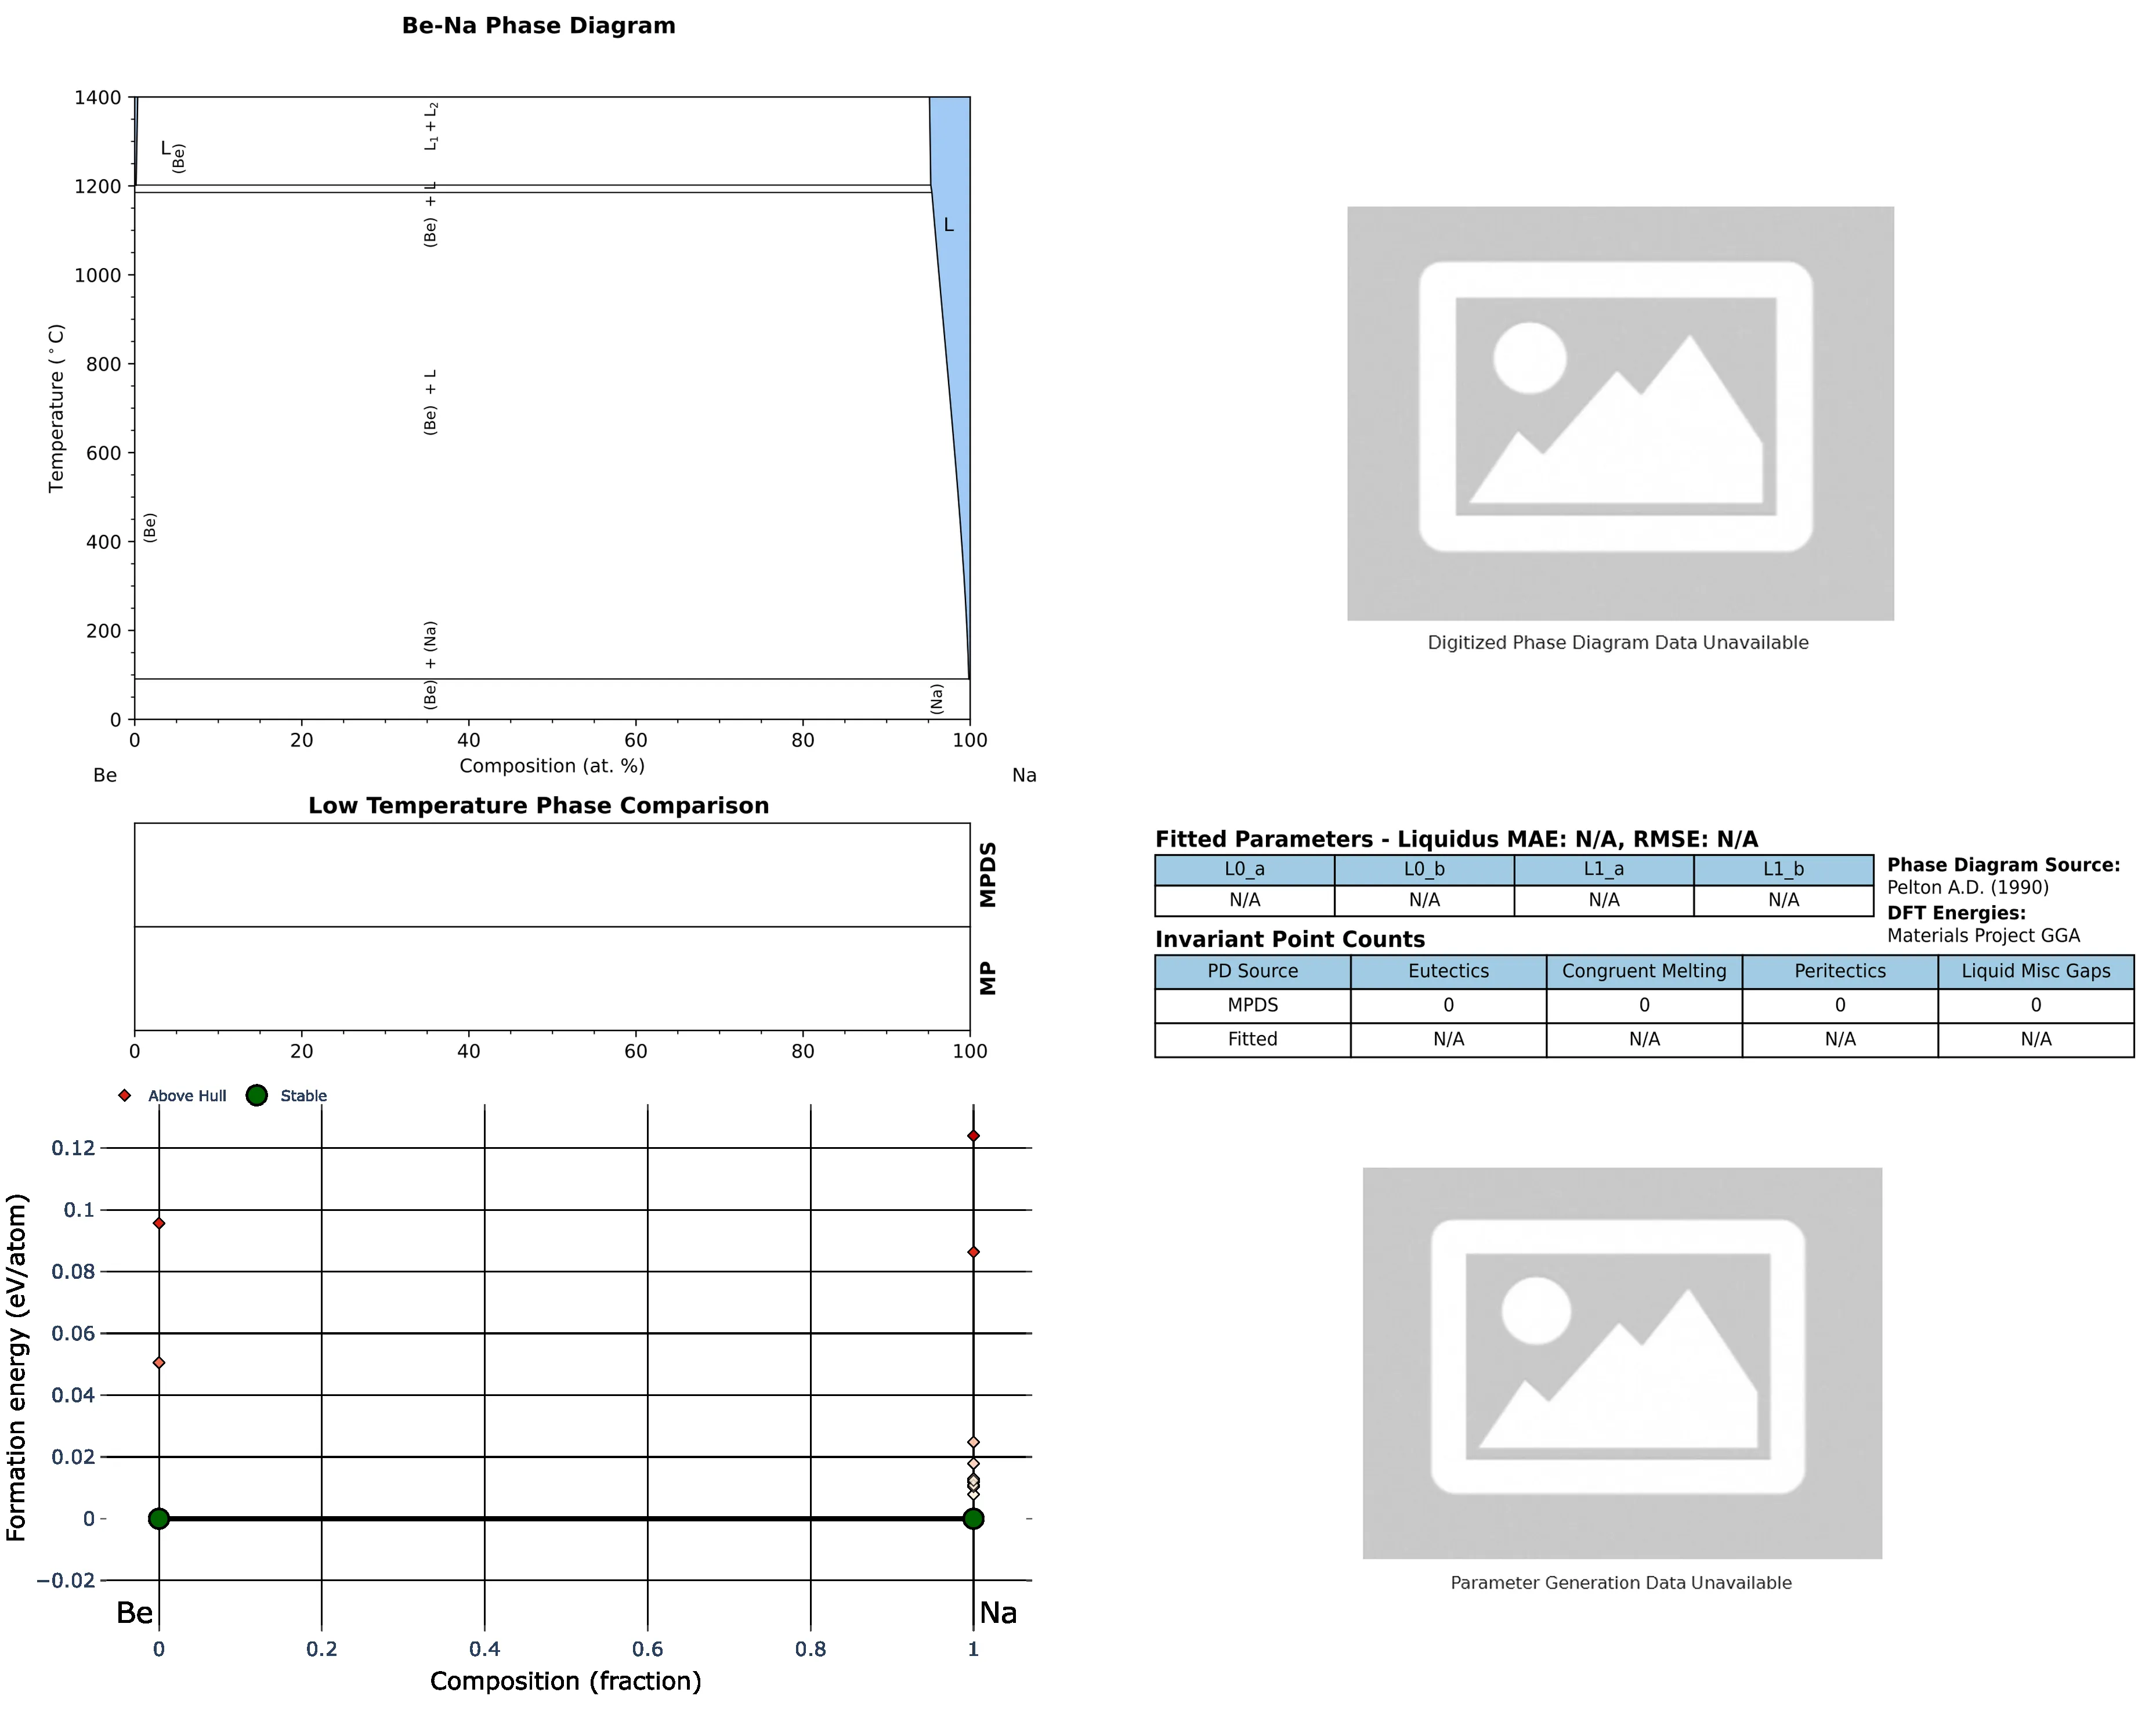 Be-Na Phase Diagram
1400
1200
1000
800
600
400
200
0
Temperature (°C)
L
(Be)
L₁ + L₂
(Be) + L
L
(Be) + L
(Be)
(Be) + (Na)
(Na)
0 20 40 60 80 100
Composition (at. %)
Be Na
Digitized Phase Diagram Data Unavailable
Low Temperature Phase Comparison
MPDS
MP
0 20 40 60 80 100
Fitted Parameters - Liquidus MAE: N/A, RMSE: N/A
L0_a L0_b L1_a L1_b
N/A N/A N/A N/A
Phase Diagram Source:
Pelton A.D. (1990)
DFT Energies:
Materials Project GGA
Invariant Point Counts
PD Source Eutectics Congruent Melting Peritectics Liquid Misc Gaps
MPDS 0 0 0 0
Fitted N/A N/A N/A N/A
Above Hull Stable
0.12
0.1
0.08
0.06
0.04
0.02
0
−0.02
Formation energy (eV/atom)
Be Na
0 0.2 0.4 0.6 0.8 1
Composition (fraction)
Parameter Generation Data Unavailable